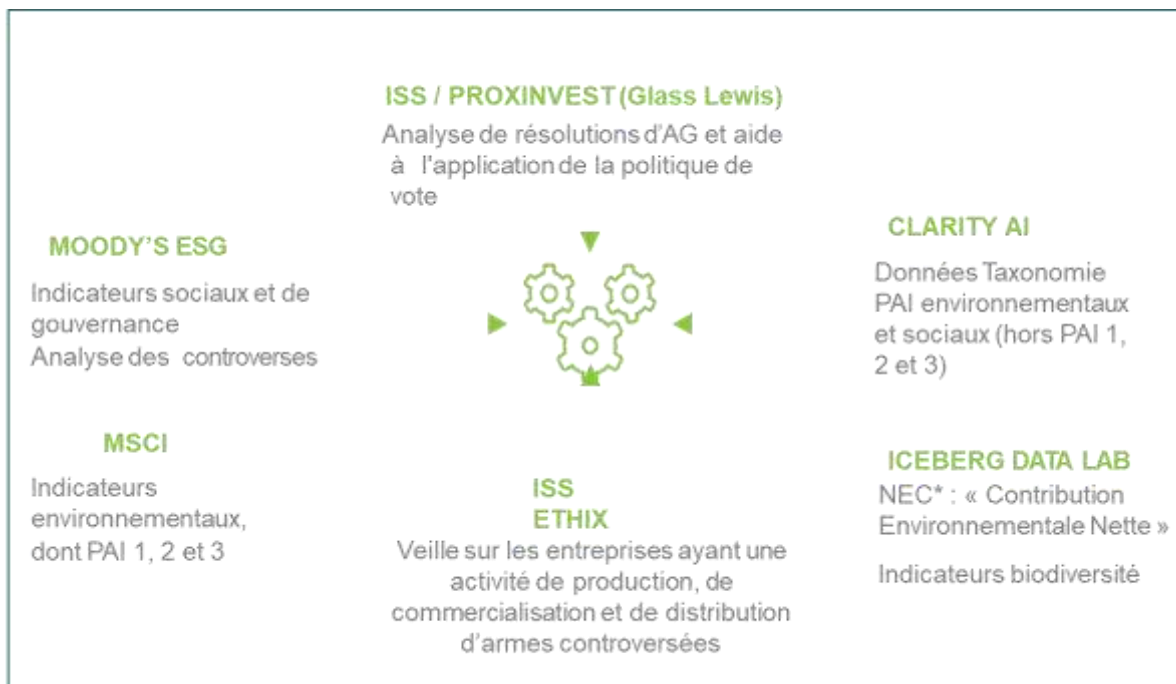 ISS / PROXINVEST (Glass Lewis)
Analyse de résolutions d'AG et aide
à l'application de la politique de
vote
MOODY'S ESG
Indicateurs sociaux et de
gouvernance
Analyse des controverses
CLARITY AI
Données Taxonomie
PAI environnementaux
et sociaux (hors PAI 1,
2 et 3)
MSCI
Indicateurs
environnementaux,
dont PAI 1, 2 et 3
ISS
ETHIX
Veille sur les entreprises ayant une
activité de production, de
commercialisation et de distribution
d'armes controversées
ICEBERG DATA LAB
NEC* : « Contribution
Environnementale Nette »
Indicateurs biodiversité